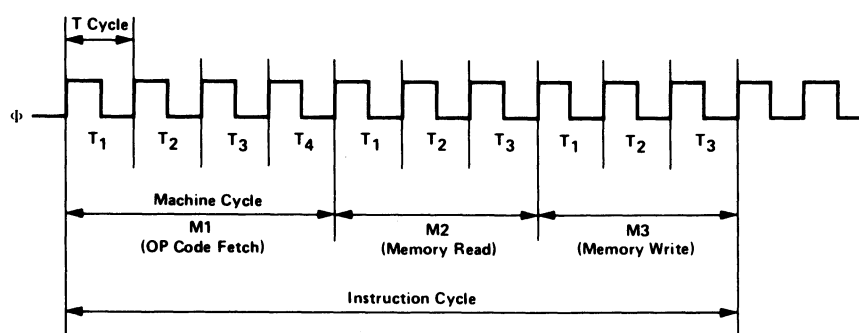 T Cycle
Φ
T1 T2 T3 T4 T1 T2 T3 T1 T2 T3
Machine Cycle
M1
(OP Code Fetch)
M2
(Memory Read)
M3
(Memory Write)
Instruction Cycle